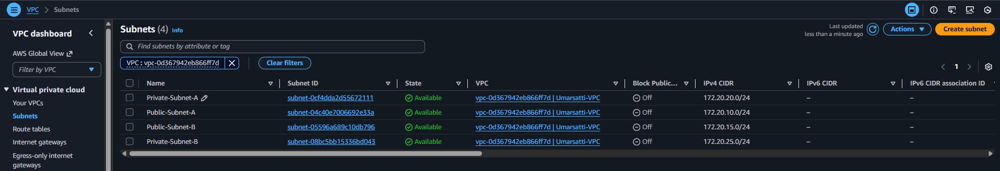 VPC > Subnets
VPC dashboard
AWS Global View
Filter by VPC
Virtual private cloud
Your VPCs
Subnets
Route tables
Internet gateways
Egress-only internet
gateways
Subnets (4) Info
Last updated
less than a minute ago
Actions
Create subnet
Find subnets by attribute or tag
VPC : vpc-0d367942eb866ff7d
Clear filters
1
Name Subnet ID State VPC Block Public... IPv4 CIDR IPv6 CIDR IPv6 CIDR association ID
Private-Subnet-A subnet-0cf4dda2d55672111 Available vpc-0d367942eb866ff7d | Umarsatti-VPC Off 172.20.20.0/24 – –
Public-Subnet-A subnet-04c40e7006692e33a Available vpc-0d367942eb866ff7d | Umarsatti-VPC Off 172.20.10.0/24 – –
Public-Subnet-B subnet-05596a689c10db796 Available vpc-0d367942eb866ff7d | Umarsatti-VPC Off 172.20.15.0/24 – –
Private-Subnet-B subnet-08bc5bb15336bd043 Available vpc-0d367942eb866ff7d | Umarsatti-VPC Off 172.20.25.0/24 – –